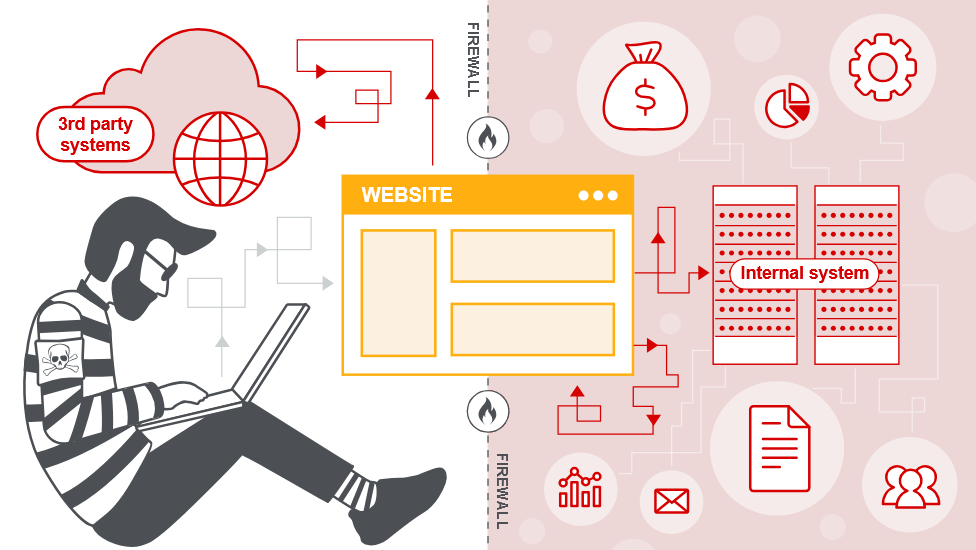 FIREWALL
3rd party
systems
WEBSITE
$
Internal system
FIREWALL